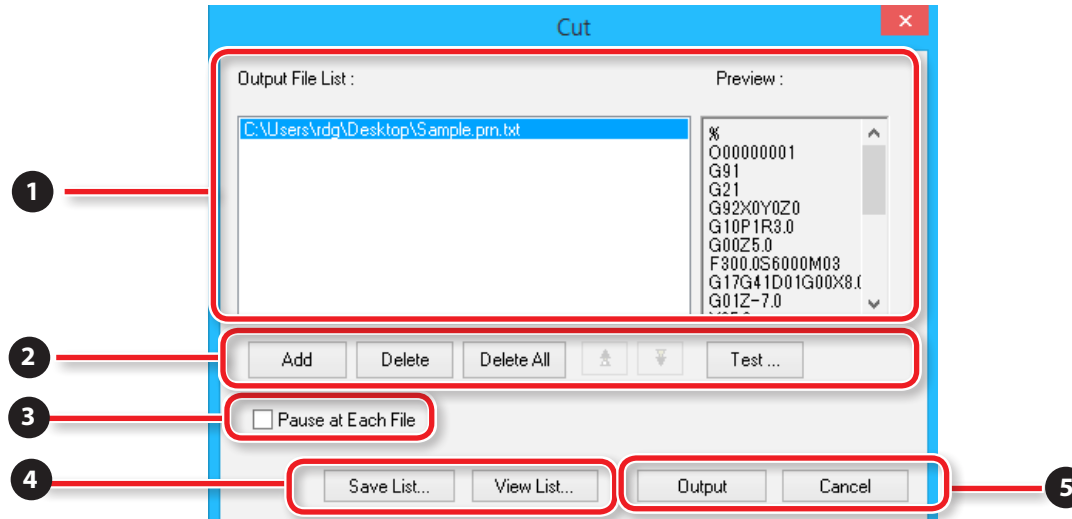 Cut
×
Output File List :
Preview :
C:\Users\rdg\Desktop\Sample.prn.txt
%
O00000001
G91
G21
G92X0Y0Z0
G10P1R3.0
G00Z5.0
F300.0S6000M03
G17G41D01G00X8.(
G01Z-7.0
1
2
Add
Delete
Delete All
Test ...
3
Pause at Each File
4
Save List...
View List...
Output
Cancel
5